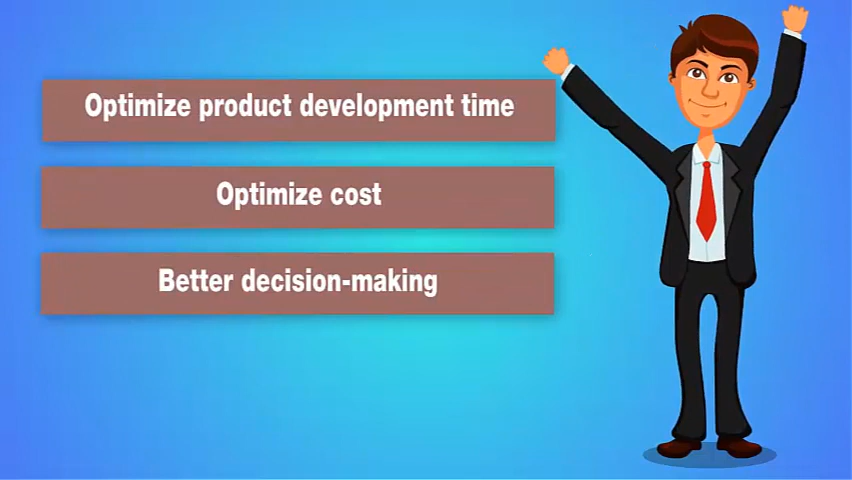 Optimize product development time
Optimize cost
Better decision-making